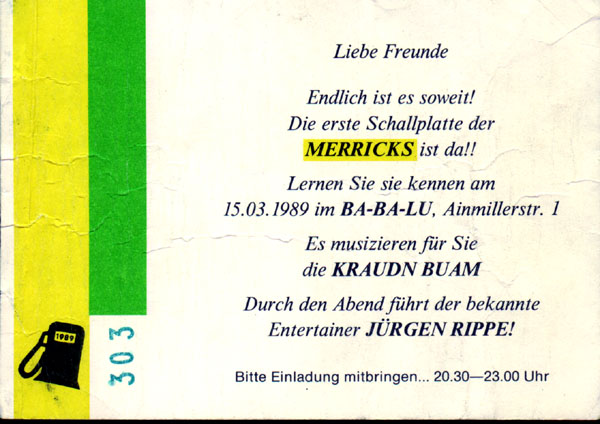 Liebe Freunde
Endlich ist es soweit!
Die erste Schallplatte der
MERRICKS ist da!!
Lernen Sie sie kennen am
15.03.1989 im BA-BA-LU, Ainmillerstr. 1
Es musizieren für Sie
die KRAUDN BUAM
Durch den Abend führt der bekannte
Entertainer JÜRGEN RIPPE!
Bitte Einladung mitbringen... 20.30—23.00 Uhr
1989
303